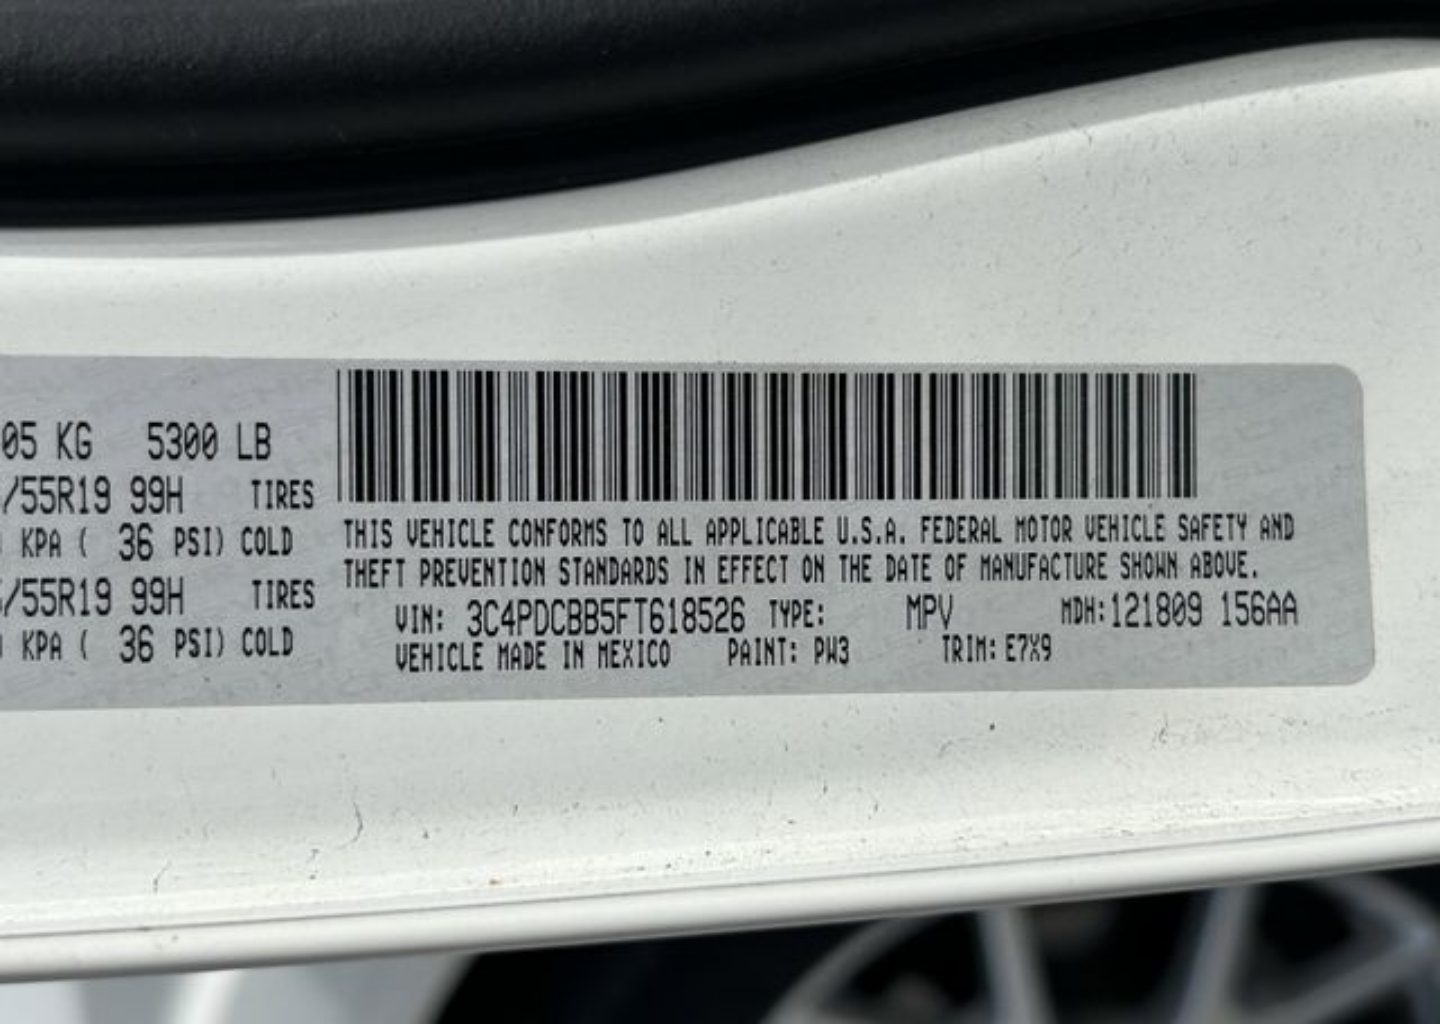 05 KG 5300 LB
/55R19 99H TIRES
KPA ( 36 PSI) COLD
/55R19 99H TIRES
KPA ( 36 PSI) COLD
THIS VEHICLE CONFORMS TO ALL APPLICABLE U.S.A. FEDERAL MOTOR VEHICLE SAFETY AND
THEFT PREVENTION STANDARDS IN EFFECT ON THE DATE OF MANUFACTURE SHOWN ABOVE.
VIN: 3C4PDCBB5FT618526 TYPE: MPV MDH: 121809 156AA
VEHICLE MADE IN MEXICO PAINT: PW3 TRIM: E7X9